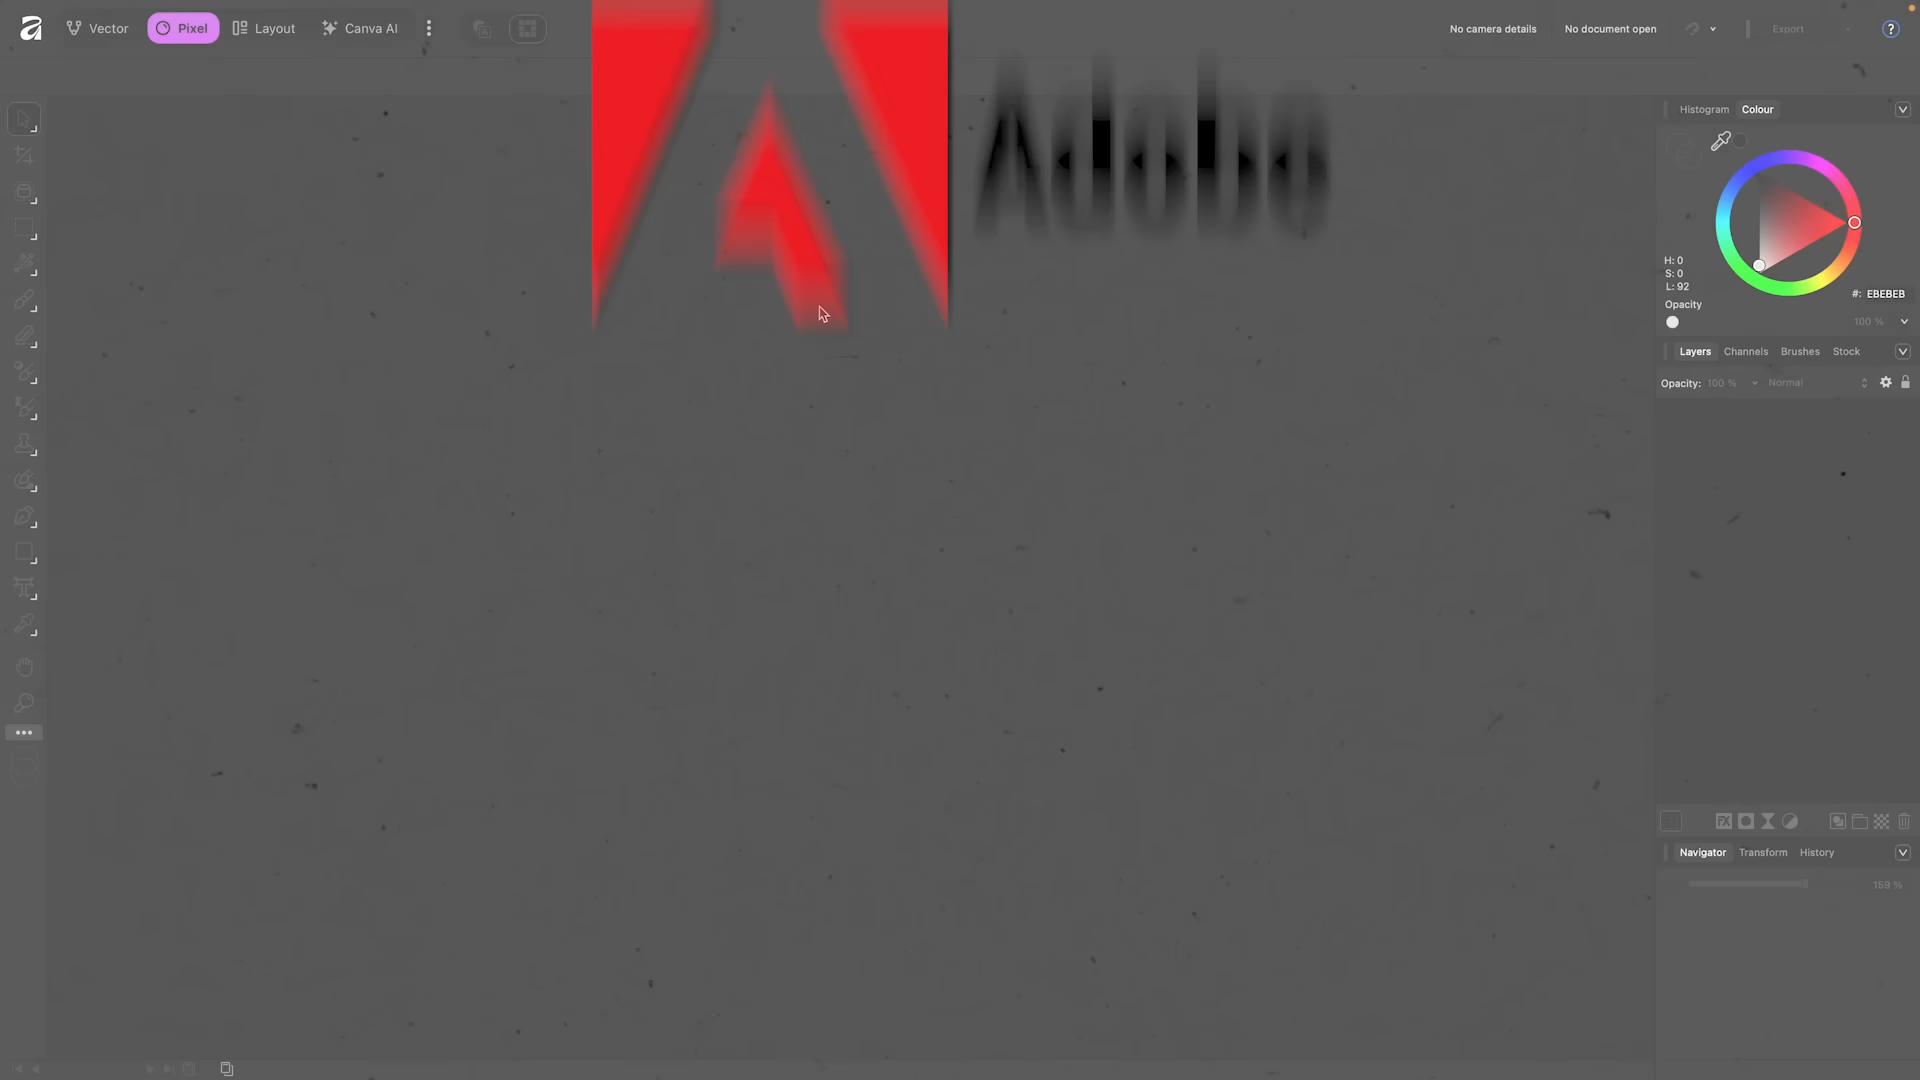 Vector
Pixel
Layout
Canva AI
No camera details
No document open
Export
?
Adobe
Histogram
Colour
H: 0
S: 0
L: 92
#: EBEBEB
Opacity
100 %
Layers
Channels
Brushes
Stock
Opacity: 100 %
Normal
FX
Navigator
Transform
History
159 %